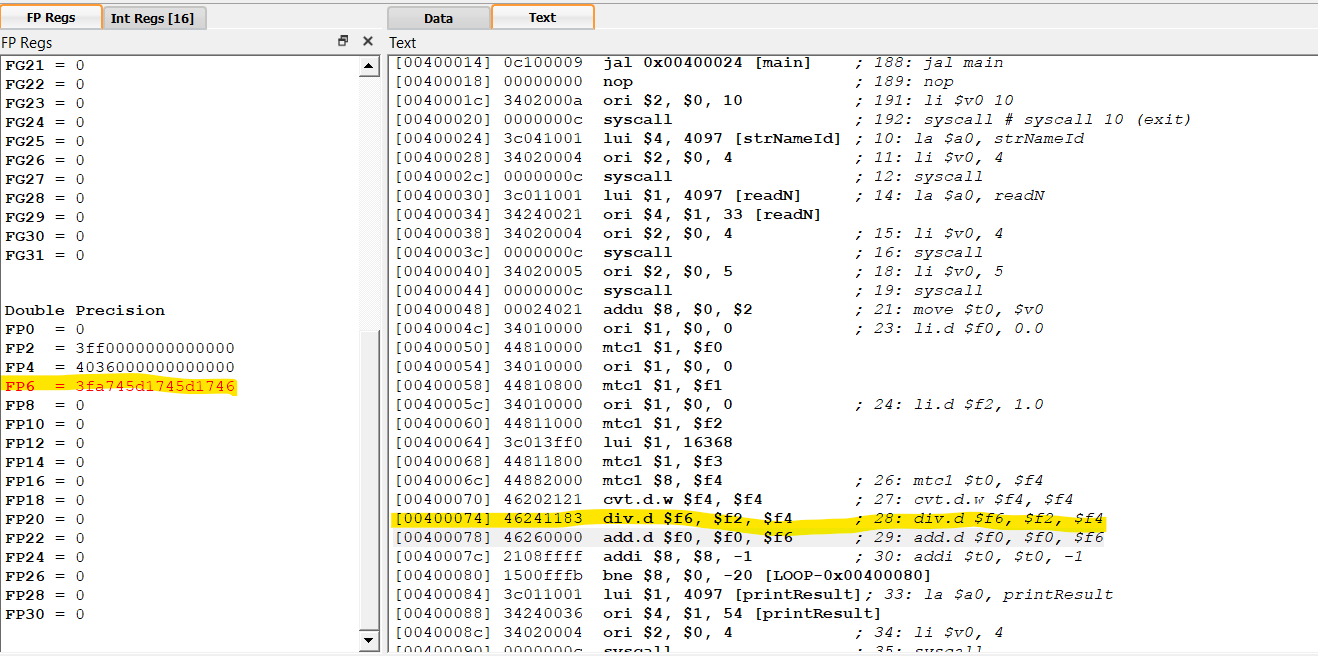 FP Regs
Int Regs [16]
FP Regs
FG21 = 0
FG22 = 0
FG23 = 0
FG24 = 0
FG25 = 0
FG26 = 0
FG27 = 0
FG28 = 0
FG29 = 0
FG30 = 0
FG31 = 0
Double Precision
FP0 = 0
FP2 = 3ff0000000000000
FP4 = 4036000000000000
FP6 = 3fa745d1745d1746
FP8 = 0
FP10 = 0
FP12 = 0
FP14 = 0
FP16 = 0
FP18 = 0
FP20 = 0
FP22 = 0
FP24 = 0
FP26 = 0
FP28 = 0
FP30 = 0
Data
Text
Text
[00400014] 0c100009 jal 0x00400024 [main] ; 188: jal main
[00400018] 00000000 nop ; 189: nop
[0040001c] 3402000a ori $2, $0, 10 ; 191: li $v0 10
[00400020] 0000000c syscall ; 192: syscall # syscall 10 (exit)
[00400024] 3c041001 lui $4, 4097 [strNameId] ; 10: la $a0, strNameId
[00400028] 34020004 ori $2, $0, 4 ; 11: li $v0, 4
[0040002c] 0000000c syscall ; 12: syscall
[00400030] 3c011001 lui $1, 4097 [readN] ; 14: la $a0, readN
[00400034] 34240021 ori $4, $1, 33 [readN]
[00400038] 34020004 ori $2, $0, 4 ; 15: li $v0, 4
[0040003c] 0000000c syscall ; 16: syscall
[00400040] 34020005 ori $2, $0, 5 ; 18: li $v0, 5
[00400044] 0000000c syscall ; 19: syscall
[00400048] 00024021 addu $8, $0, $2 ; 21: move $t0, $v0
[0040004c] 34010000 ori $1, $0, 0 ; 23: li.d $f0, 0.0
[00400050] 44810000 mtc1 $1, $f0
[00400054] 34010000 ori $1, $0, 0
[00400058] 44810800 mtc1 $1, $f1
[0040005c] 34010000 ori $1, $0, 0 ; 24: li.d $f2, 1.0
[00400060] 44811000 mtc1 $1, $f2
[00400064] 3c013ff0 lui $1, 16368
[00400068] 44811800 mtc1 $1, $f3
[0040006c] 44882000 mtc1 $8, $f4 ; 26: mtc1 $t0, $f4
[00400070] 46202121 cvt.d.w $f4, $f4 ; 27: cvt.d.w $f4, $f4
[00400074] 46241183 div.d $f6, $f2, $f4 ; 28: div.d $f6, $f2, $f4
[00400078] 46260000 add.d $f0, $f0, $f6 ; 29: add.d $f0, $f0, $f6
[0040007c] 2108ffff addi $8, $8, -1 ; 30: addi $t0, $t0, -1
[00400080] 1500fffb bne $8, $0, -20 [LOOP-0x00400080]
[00400084] 3c011001 lui $1, 4097 [printResult]; 33: la $a0, printResult
[00400088] 34240036 ori $4, $1, 54 [printResult]
[0040008c] 34020004 ori $2, $0, 4 ; 34: li $v0, 4
[00400090] 0000000c syscall ; 35: syscall